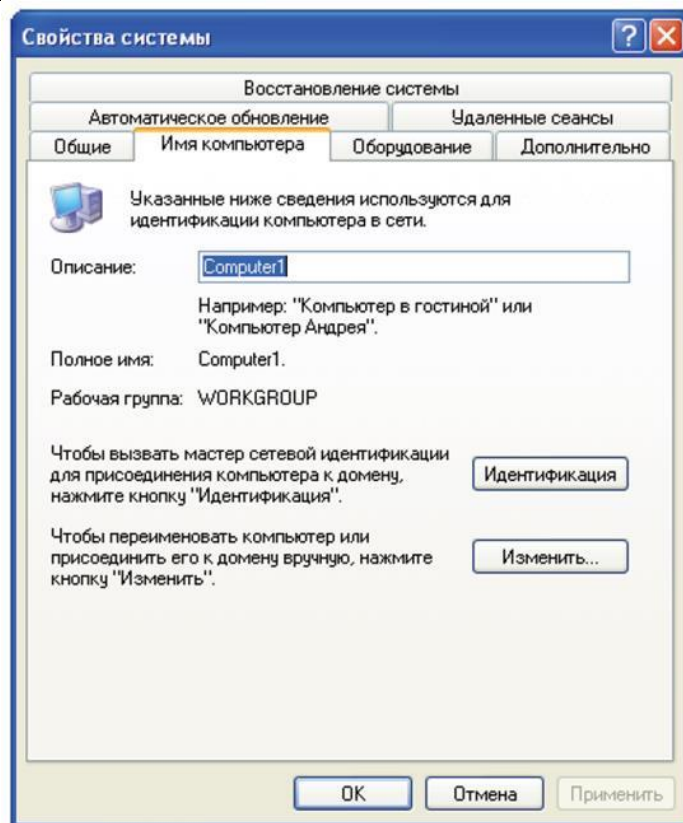 Свойства системы
Восстановление системы
Автоматическое обновление
Удаленные сеансы
Общие
Имя компьютера
Оборудование
Дополнительно
Указанные ниже сведения используются для
идентификации компьютера в сети.
Описание:
Computer1
Например: "Компьютер в гостиной" или
"Компьютер Андрея".
Полное имя:
Computer1.
Рабочая группа:
WORKGROUP
Чтобы вызвать мастер сетевой идентификации
для присоединения компьютера к домену,
нажмите кнопку "Идентификация".
Идентификация
Чтобы переименовать компьютер или
присоединить его к домену вручную, нажмите
кнопку "Изменить".
Изменить...
OK
Отмена
Применить